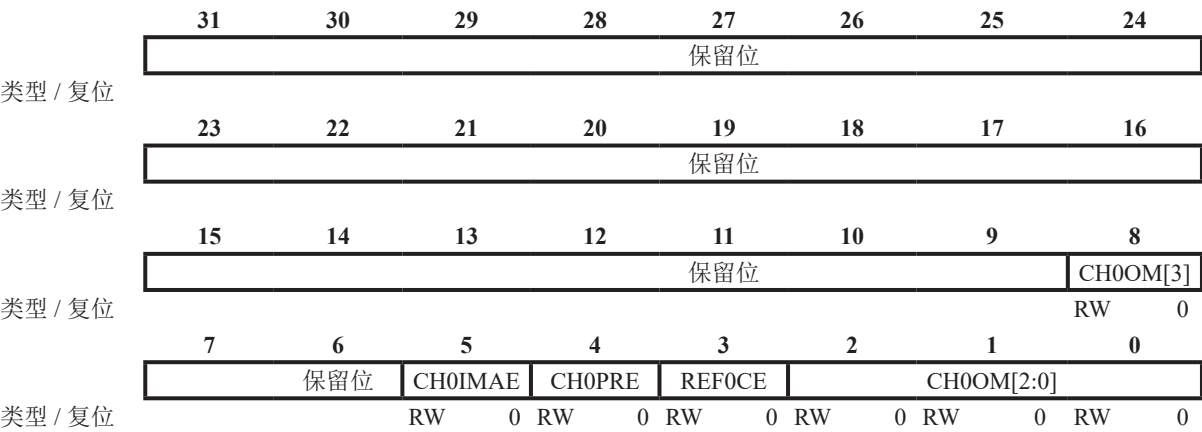 31 30 29 28 27 26 25 24
保留位
类型 / 复位
23 22 21 20 19 18 17 16
保留位
类型 / 复位
15 14 13 12 11 10 9 8
保留位 CH0OM[3]
类型 / 复位 RW 0
7 6 5 4 3 2 1 0
保留位 CH0IMAE CH0PRE REF0CE CH0OM[2:0]
类型 / 复位 RW 0 RW 0 RW 0 RW 0 RW 0 RW 0